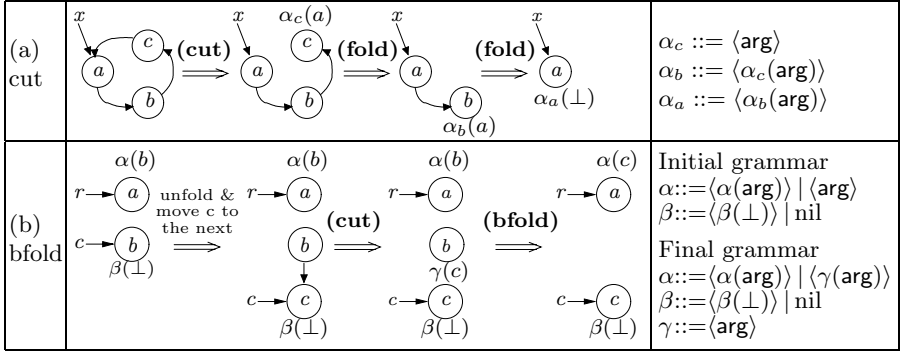 (a)
cut
x a c b
(cut)
x a α_c(a) c b
(fold)
x a b α_b(a)
(fold)
x a α_a(⊥)
α_c ::= ⟨arg⟩
α_b ::= ⟨α_c(arg)⟩
α_a ::= ⟨α_b(arg)⟩
(b)
bfold
α(b)
r a
c b
β(⊥)
unfold &
move c to
the next
α(b)
r a
b
c c
β(⊥)
(cut)
α(b)
r a
b
γ(c)
c c
β(⊥)
(bfold)
α(c)
r a
c c
β(⊥)
Initial grammar
α::=⟨α(arg)⟩ | ⟨arg⟩
β::=⟨β(⊥)⟩ | nil
Final grammar
α::=⟨α(arg)⟩ | ⟨γ(arg)⟩
β::=⟨β(⊥)⟩ | nil
γ::=⟨arg⟩